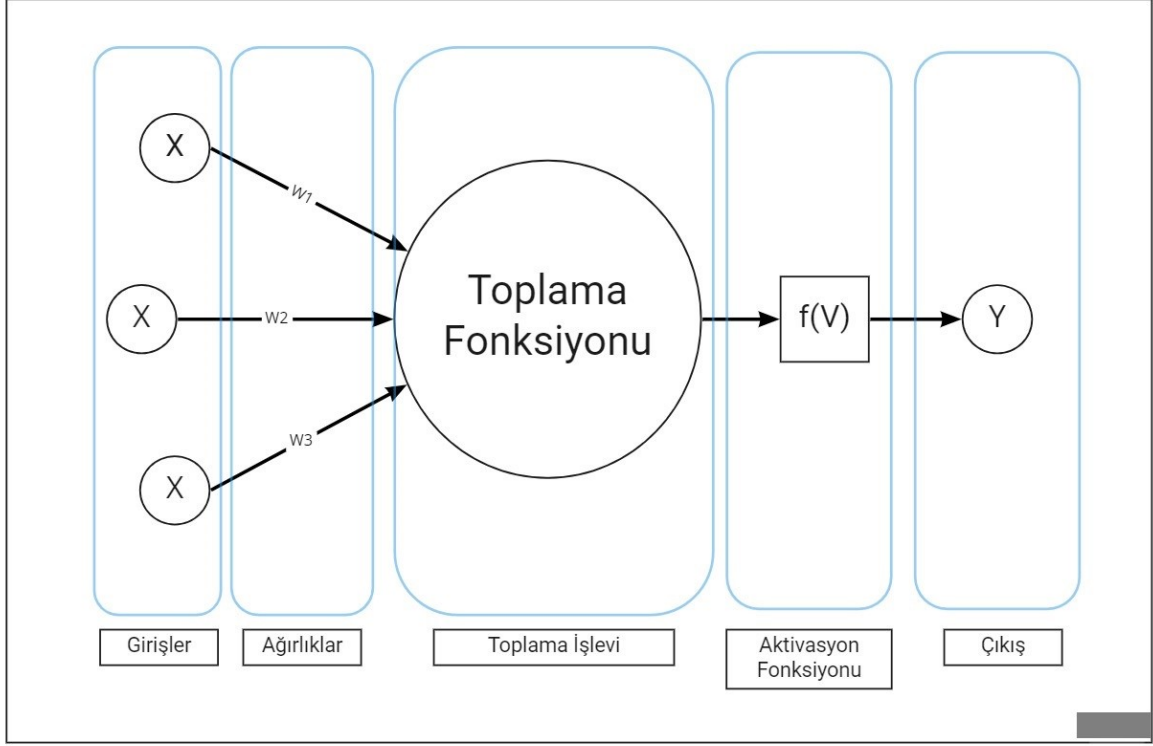 X
W1
X
W2
Toplama
Fonksiyonu
f(V)
Y
W3
X
Girişler
Ağırlıklar
Toplama İşlevi
Aktivasyon
Fonksiyonu
Çıkış